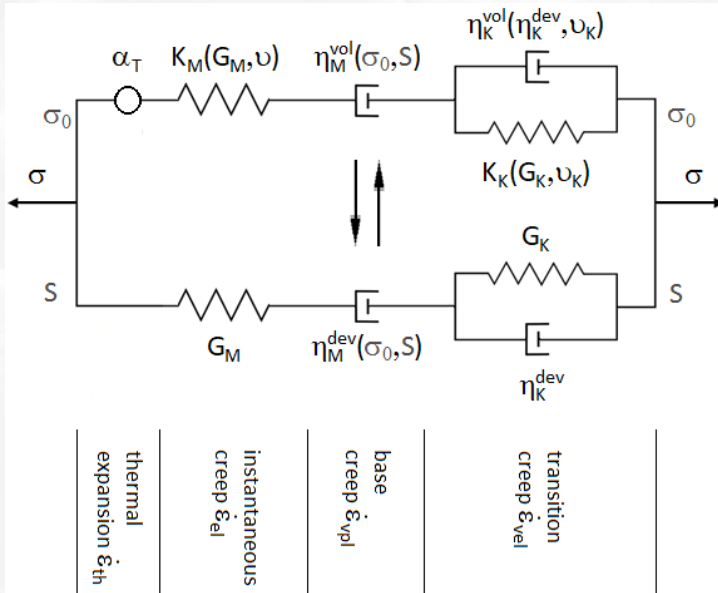 η_K^vol(η_K^dev,υ_K)
α_T
K_M(G_M,υ)
η_M^vol(σ_0,S)
σ_0
σ_0
K_K(G_K,υ_K)
σ
σ
G_K
S
S
G_M
η_M^dev(σ_0,S)
η_K^dev
thermal
expansion ε̇_th
instantaneous
creep ε̇_el
base
creep ε̇_vpl
transition
creep ε̇_vel